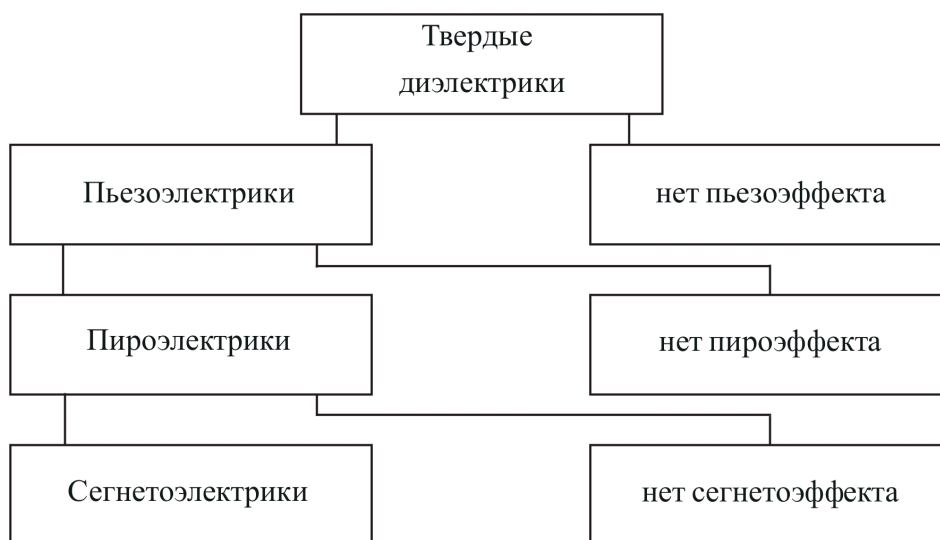 Твердые
диэлектрики
Пьезоэлектрики
нет пьезоэффекта
Пироэлектрики
нет пироэффекта
Сегнетоэлектрики
нет сегнетоэффекта